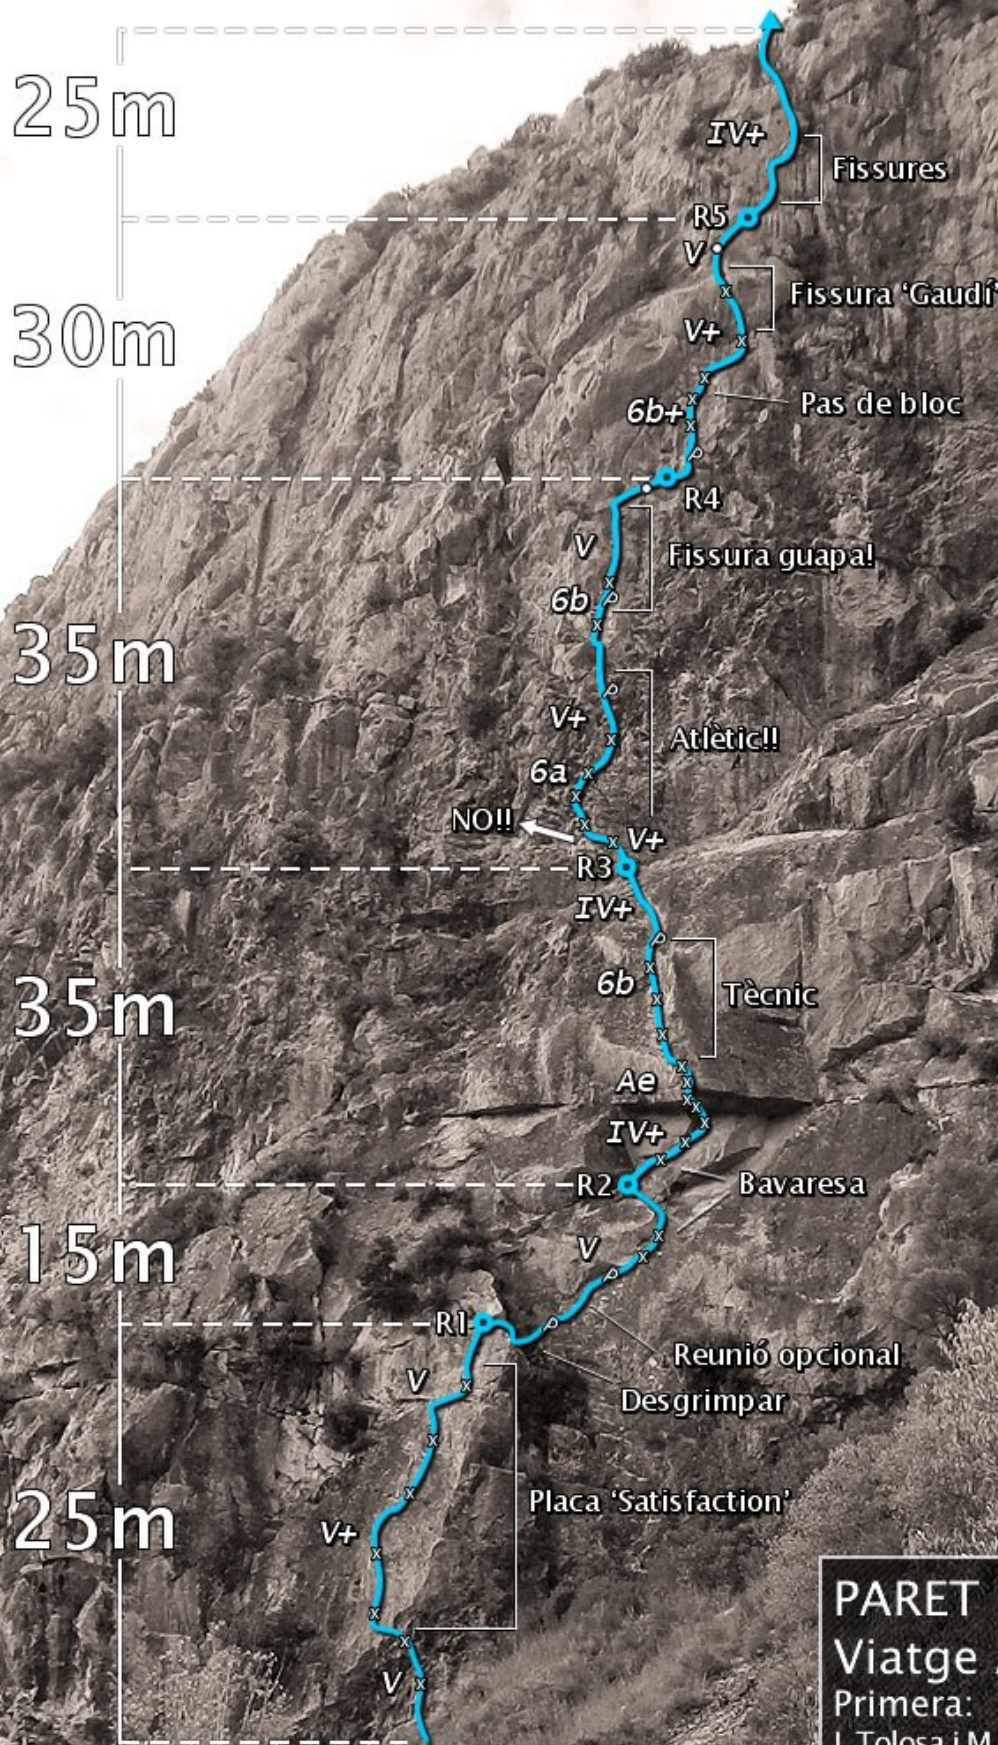 25m
IV+
Fissures
R5
V
Fissura ‘Gaudí’
30m
V+
Pas de bloc
6b+
R4
V
Fissura guapa!
6b
35m
V+
Atlètic!!
6a
NO!!
V+
R3
IV+
6b
Tècnic
35m
Ae
IV+
R2
Bavaresa
15m
V
R1
Reunió opcional
V
Desgrimpar
Placa ‘Satisfaction’
25m
V+
PARET
Viatge
V
Primera:
J. Tolosa i M